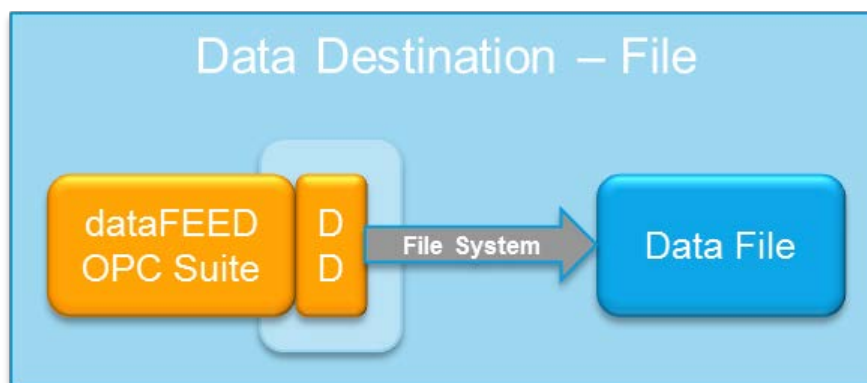 Data Destination – File
dataFEED
OPC Suite
D
D
File System
Data File